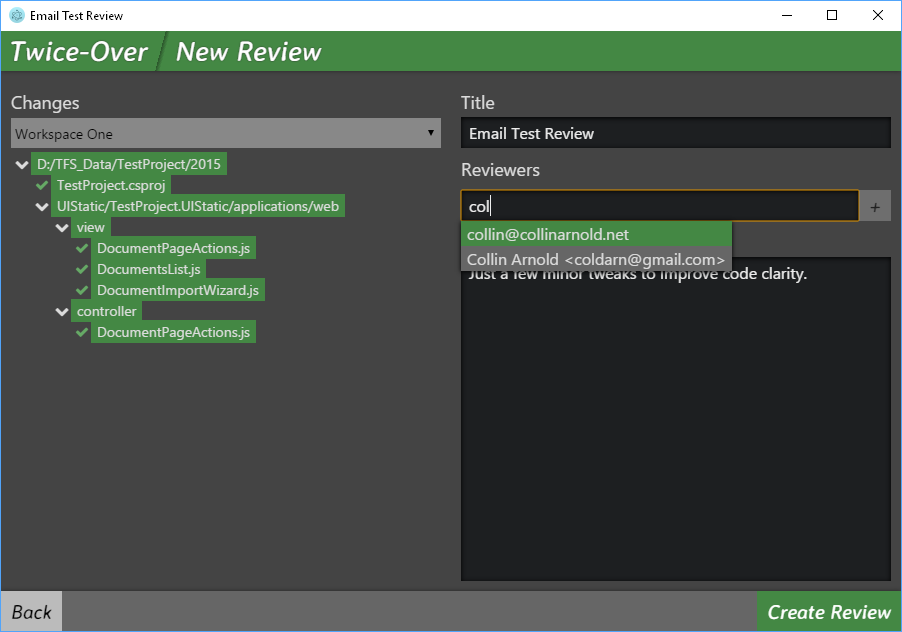 Email Test Review
Twice-Over / New Review
Changes
Workspace One
D:/TFS_Data/TestProject/2015
TestProject.csproj
UIStatic/TestProject.UIStatic/applications/web
view
DocumentPageActions.js
DocumentsList.js
DocumentImportWizard.js
controller
DocumentPageActions.js
Title
Email Test Review
Reviewers
col
+
collin@collinarnold.net
Collin Arnold <coldarn@gmail.com>
Just a few minor tweaks to improve code clarity.
Back
Create Review